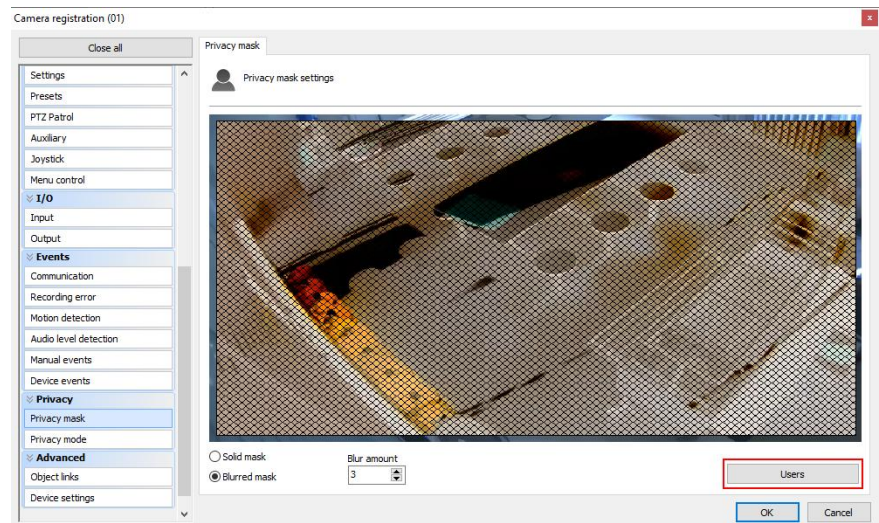 Camera registration (01)
x
Close all
Settings
Presets
PTZ Patrol
Auxiliary
Joystick
Menu control
I/O
Input
Output
Events
Communication
Recording error
Motion detection
Audio level detection
Manual events
Device events
Privacy
Privacy mask
Privacy mode
Advanced
Object links
Device settings
Privacy mask
Privacy mask settings
Solid mask
Blurred mask
Blur amount
3
Users
OK
Cancel